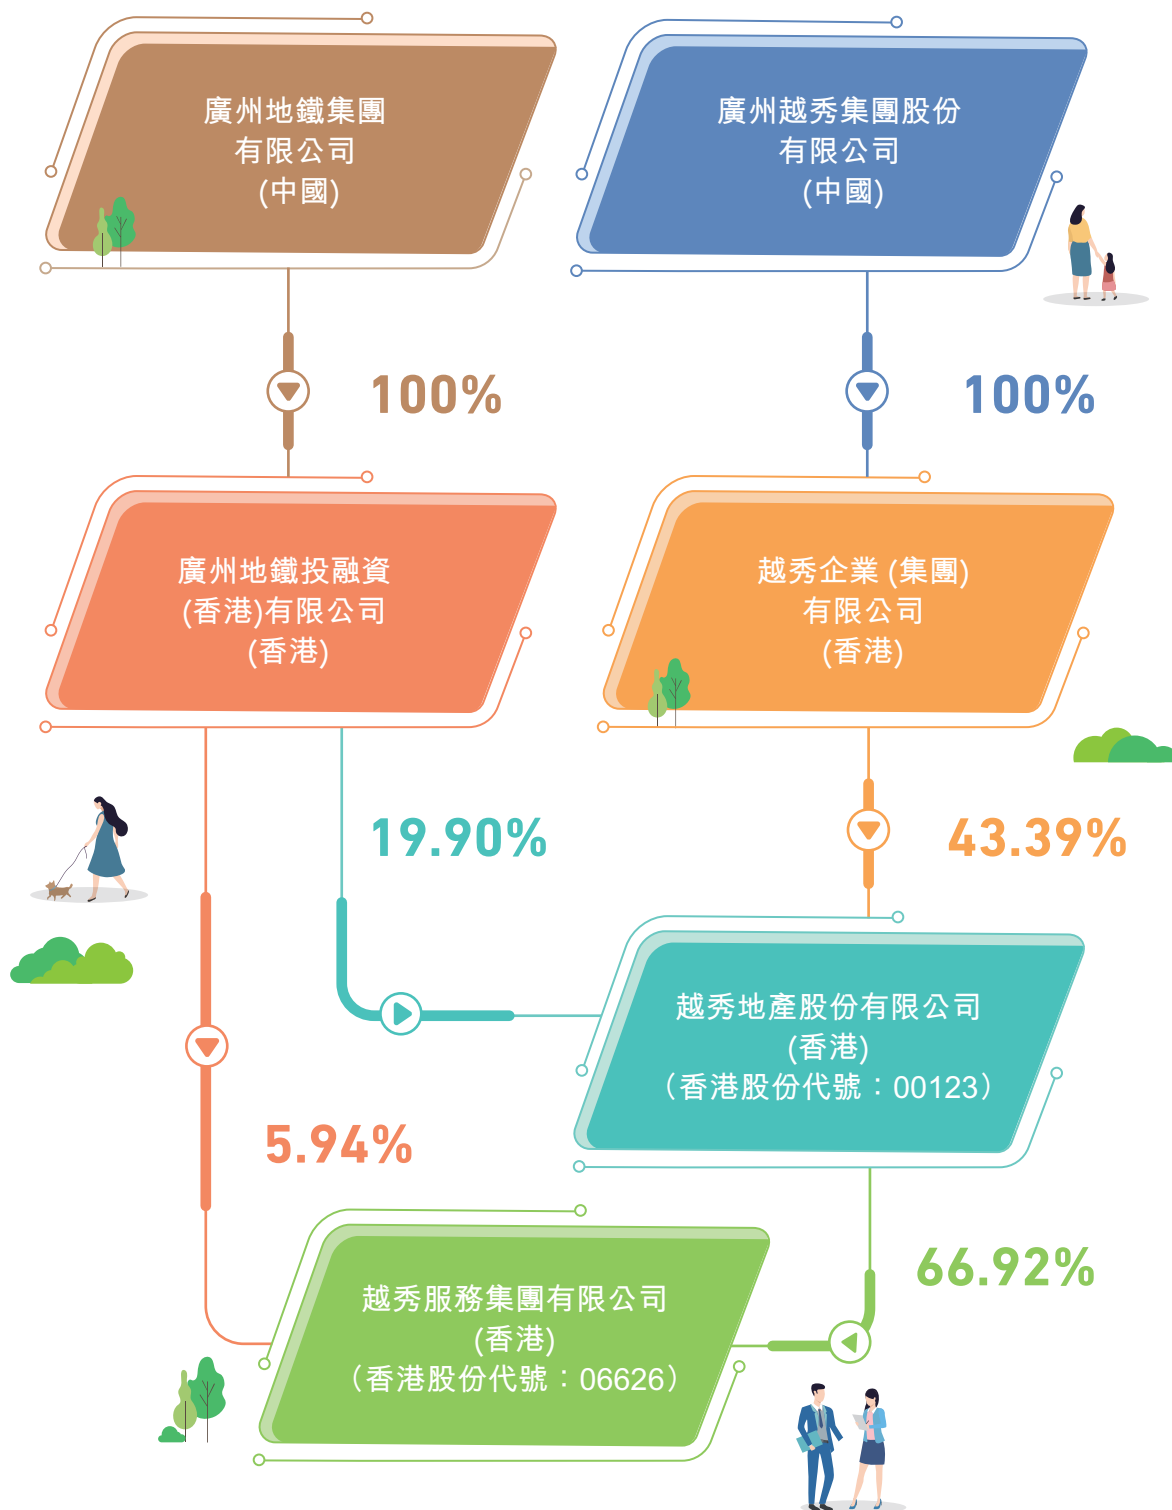 廣州地鐵集團
有限公司
(中國)
廣州越秀集團股份
有限公司
(中國)
100%
100%
廣州地鐵投融資
(香港)有限公司
(香港)
越秀企業 (集團)
有限公司
(香港)
19.90%
43.39%
越秀地產股份有限公司
(香港)
（香港股份代號：00123）
5.94%
66.92%
越秀服務集團有限公司
(香港)
（香港股份代號：06626）